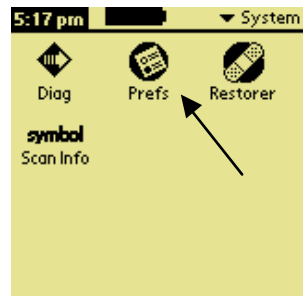 5:17 pm System
Diag Prefs Restorer
symbol
Scan Info